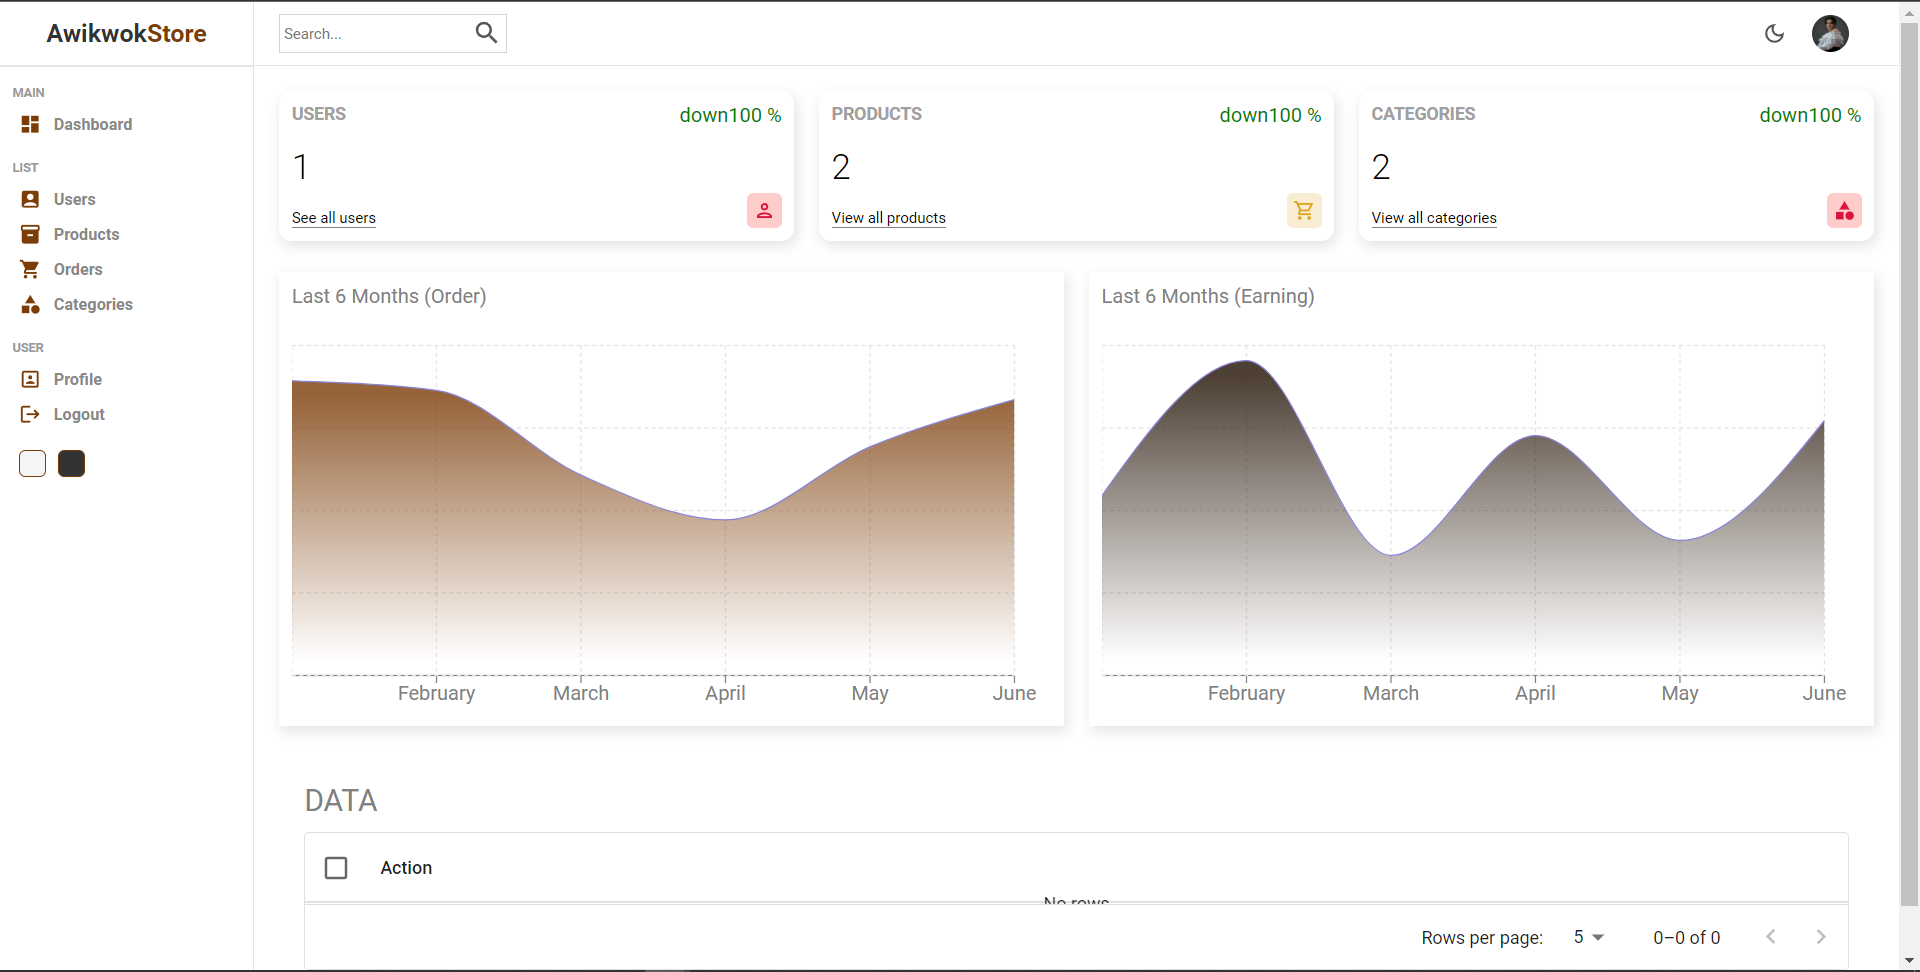 AwikwokStore
Search...
MAIN
Dashboard
LIST
Users
Products
Orders
Categories
USER
Profile
Logout
USERS
down100 %
1
See all users
PRODUCTS
down100 %
2
View all products
CATEGORIES
down100 %
2
View all categories
Last 6 Months (Order)
February March April May June
Last 6 Months (Earning)
February March April May June
DATA
Action
No rows
Rows per page: 5 0–0 of 0